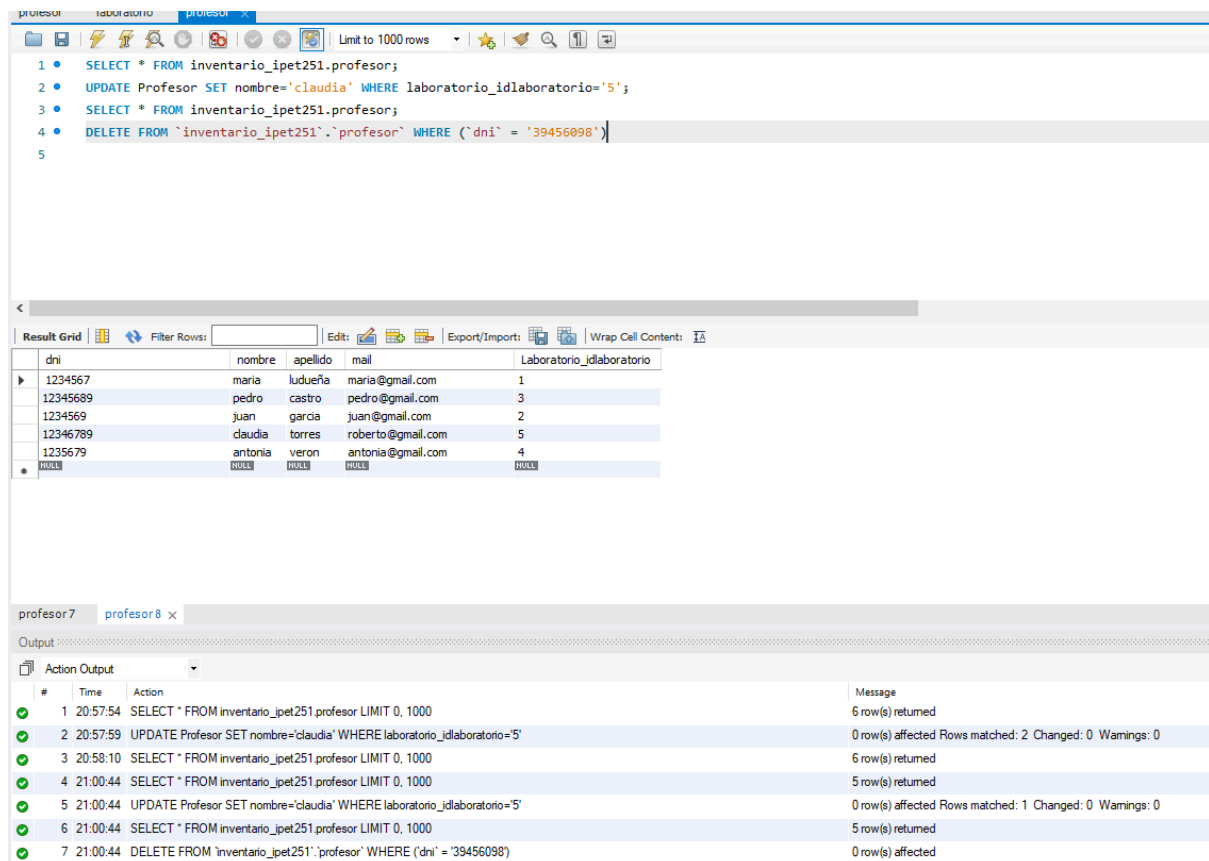 profesor laboratorio profesor
Limit to 1000 rows
1 SELECT * FROM inventario_ipet251.profesor;
2 UPDATE Profesor SET nombre='claudia' WHERE laboratorio_idlaboratorio='5';
3 SELECT * FROM inventario_ipet251.profesor;
4 DELETE FROM `inventario_ipet251`.`profesor` WHERE (`dni` = '39456098')
5
Result Grid Filter Rows: Edit: Export/Import: Wrap Cell Content:
dni nombre apellido mail Laboratorio_idlaboratorio
1234567 maria ludueña maria@gmail.com 1
12345689 pedro castro pedro@gmail.com 3
1234569 juan garcia juan@gmail.com 2
12346789 claudia torres roberto@gmail.com 5
1235679 antonia veron antonia@gmail.com 4
NULL NULL NULL NULL NULL
profesor 7 profesor 8
Output
Action Output
# Time Action Message
1 20:57:54 SELECT * FROM inventario_ipet251.profesor LIMIT 0, 1000 6 row(s) returned
2 20:57:59 UPDATE Profesor SET nombre='claudia' WHERE laboratorio_idlaboratorio='5' 0 row(s) affected Rows matched: 2 Changed: 0 Warnings: 0
3 20:58:10 SELECT * FROM inventario_ipet251.profesor LIMIT 0, 1000 6 row(s) returned
4 21:00:44 SELECT * FROM inventario_ipet251.profesor LIMIT 0, 1000 5 row(s) returned
5 21:00:44 UPDATE Profesor SET nombre='claudia' WHERE laboratorio_idlaboratorio='5' 0 row(s) affected Rows matched: 1 Changed: 0 Warnings: 0
6 21:00:44 SELECT * FROM inventario_ipet251.profesor LIMIT 0, 1000 5 row(s) returned
7 21:00:44 DELETE FROM `inventario_ipet251`.`profesor` WHERE (`dni` = '39456098') 0 row(s) affected